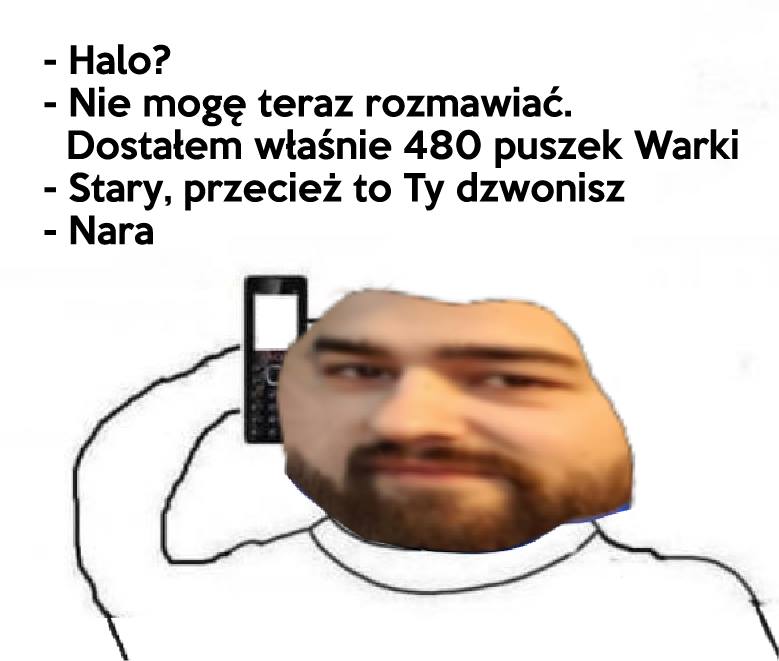 - Halo?
- Nie mogę teraz rozmawiać.
Dostałem właśnie 480 puszek Warki
- Stary, przecież to Ty dzwonisz
- Nara